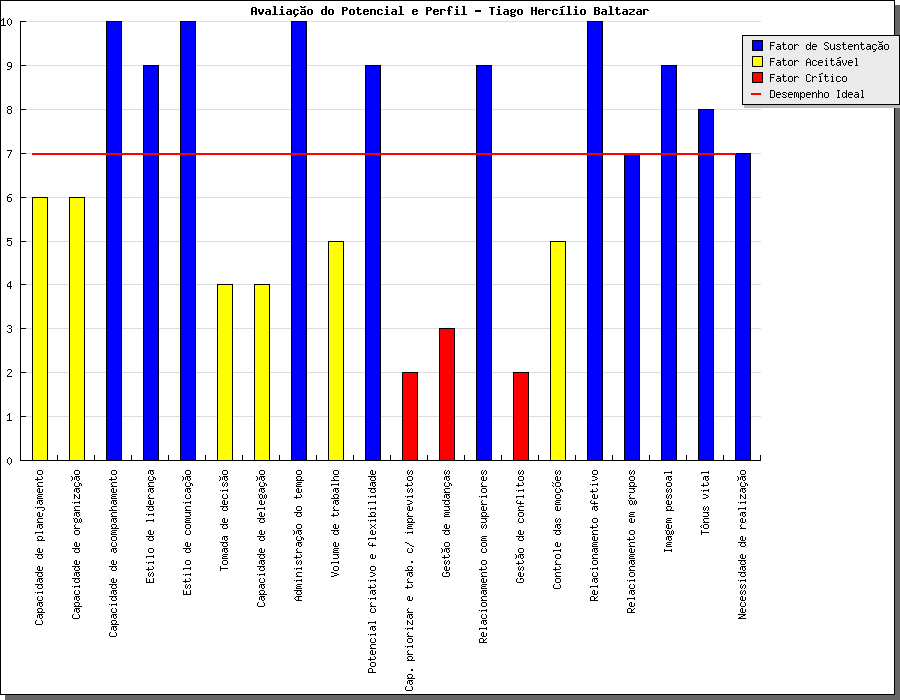 Avaliação do Potencial e Perfil - Tiago Hercílio Baltazar
Fator de Sustentação
Fator Aceitável
Fator Crítico
Desempenho Ideal
10
9
8
7
6
5
4
3
2
1
0
Capacidade de planejamento
Capacidade de organização
Capacidade de acompanhamento
Estilo de liderança
Estilo de comunicação
Tomada de decisão
Capacidade de delegação
Administração do tempo
Volume de trabalho
Potencial criativo e flexibilidade
Cap. priorizar e trab. c/ imprevistos
Gestão de mudanças
Relacionamento com superiores
Gestão de conflitos
Controle das emoções
Relacionamento afetivo
Relacionamento em grupos
Imagem pessoal
Tônus vital
Necessidade de realização